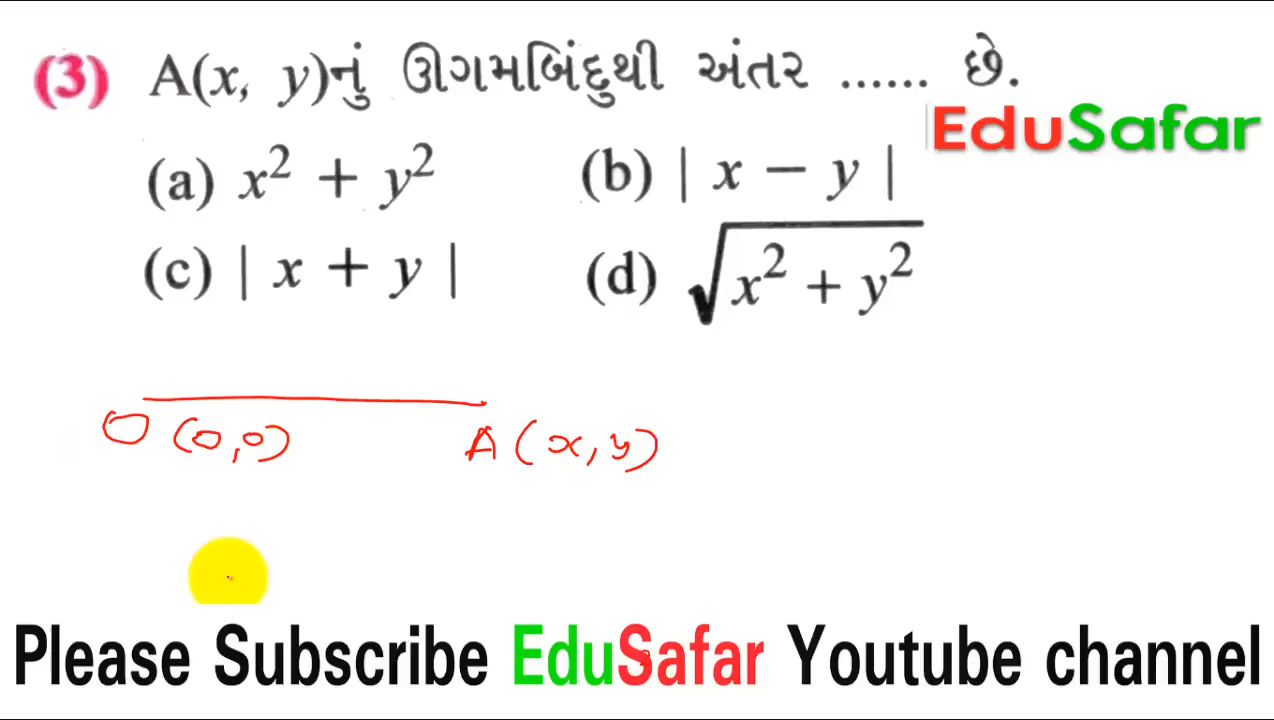 (3) A(x, y)નું ઊગમબિંદુથી અંતર ...... છે.
EduSafar
(a) x² + y² (b) | x − y |
(c) | x + y | (d) √x² + y²
O (0,0) A (x, y)
Please Subscribe EduSafar Youtube channel